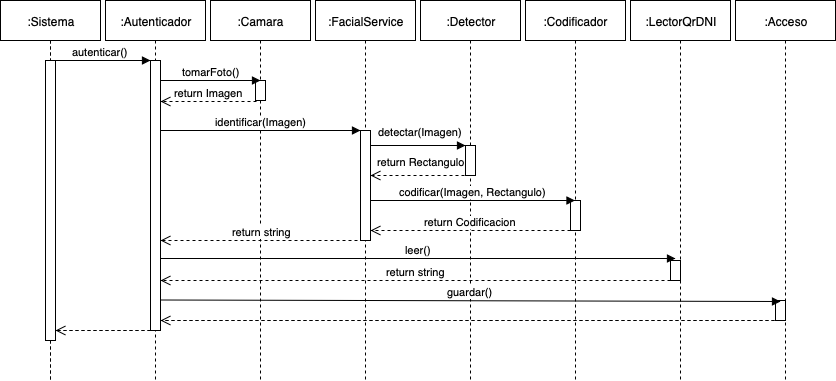 :Sistema
:Autenticador
:Camara
:FacialService
:Detector
:Codificador
:LectorQrDNI
:Acceso
autenticar()
tomarFoto()
return Imagen
identificar(Imagen)
detectar(Imagen)
return Rectangulo
codificar(Imagen, Rectangulo)
return Codificacion
return string
leer()
return string
guardar()